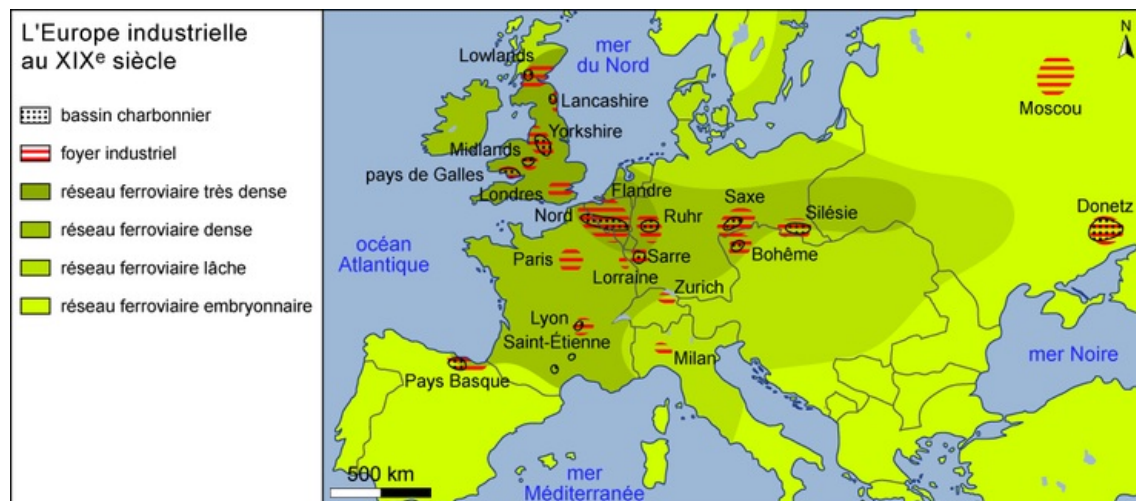 L'Europe industrielle
au XIXe siècle
bassin charbonnier
foyer industriel
réseau ferroviaire très dense
réseau ferroviaire dense
réseau ferroviaire lâche
réseau ferroviaire embryonnaire
mer
du Nord
N
Lowlands
Moscou
Lancashire
Yorkshire
Midlands
pays de Galles
Londres
Flandre
Nord
Ruhr
Saxe
Silésie
Donetz
océan
Atlantique
Paris
Lorraine
Sarre
Bohême
Zurich
Lyon
Saint-Étienne
Milan
mer Noire
Pays Basque
500 km
mer
Méditerranée